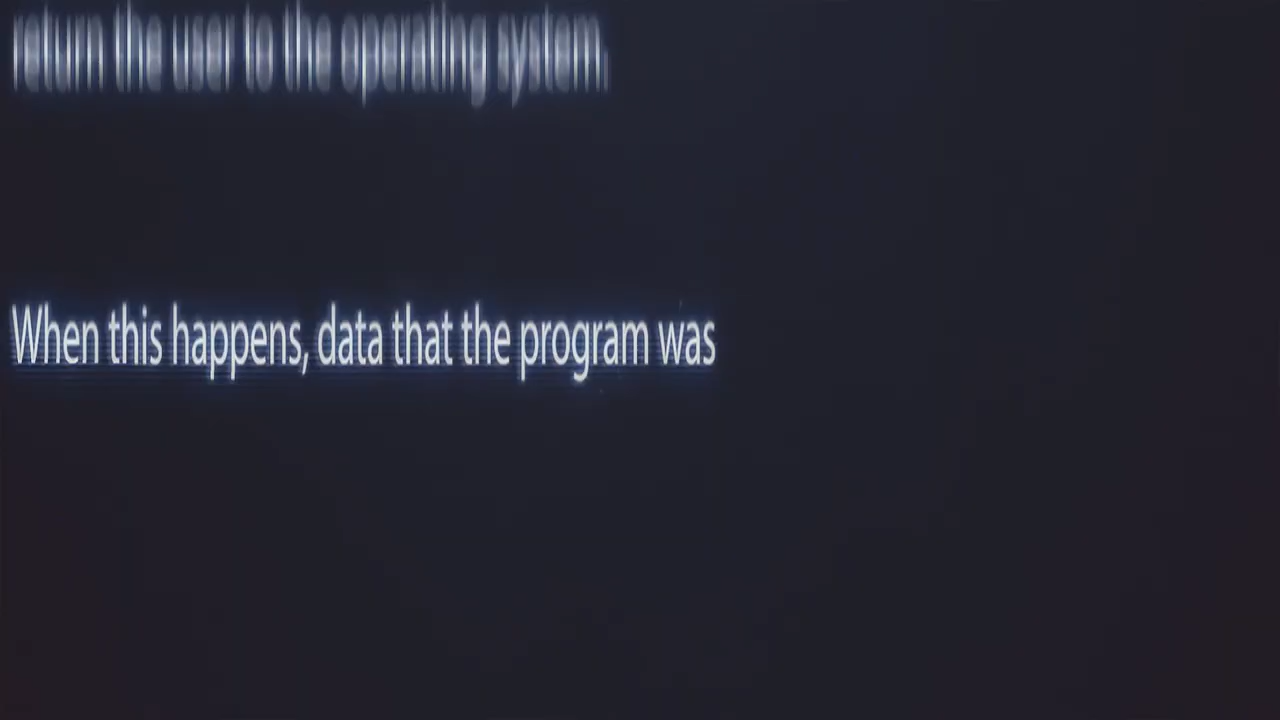 return the user to the operating system.
When this happens, data that the program was